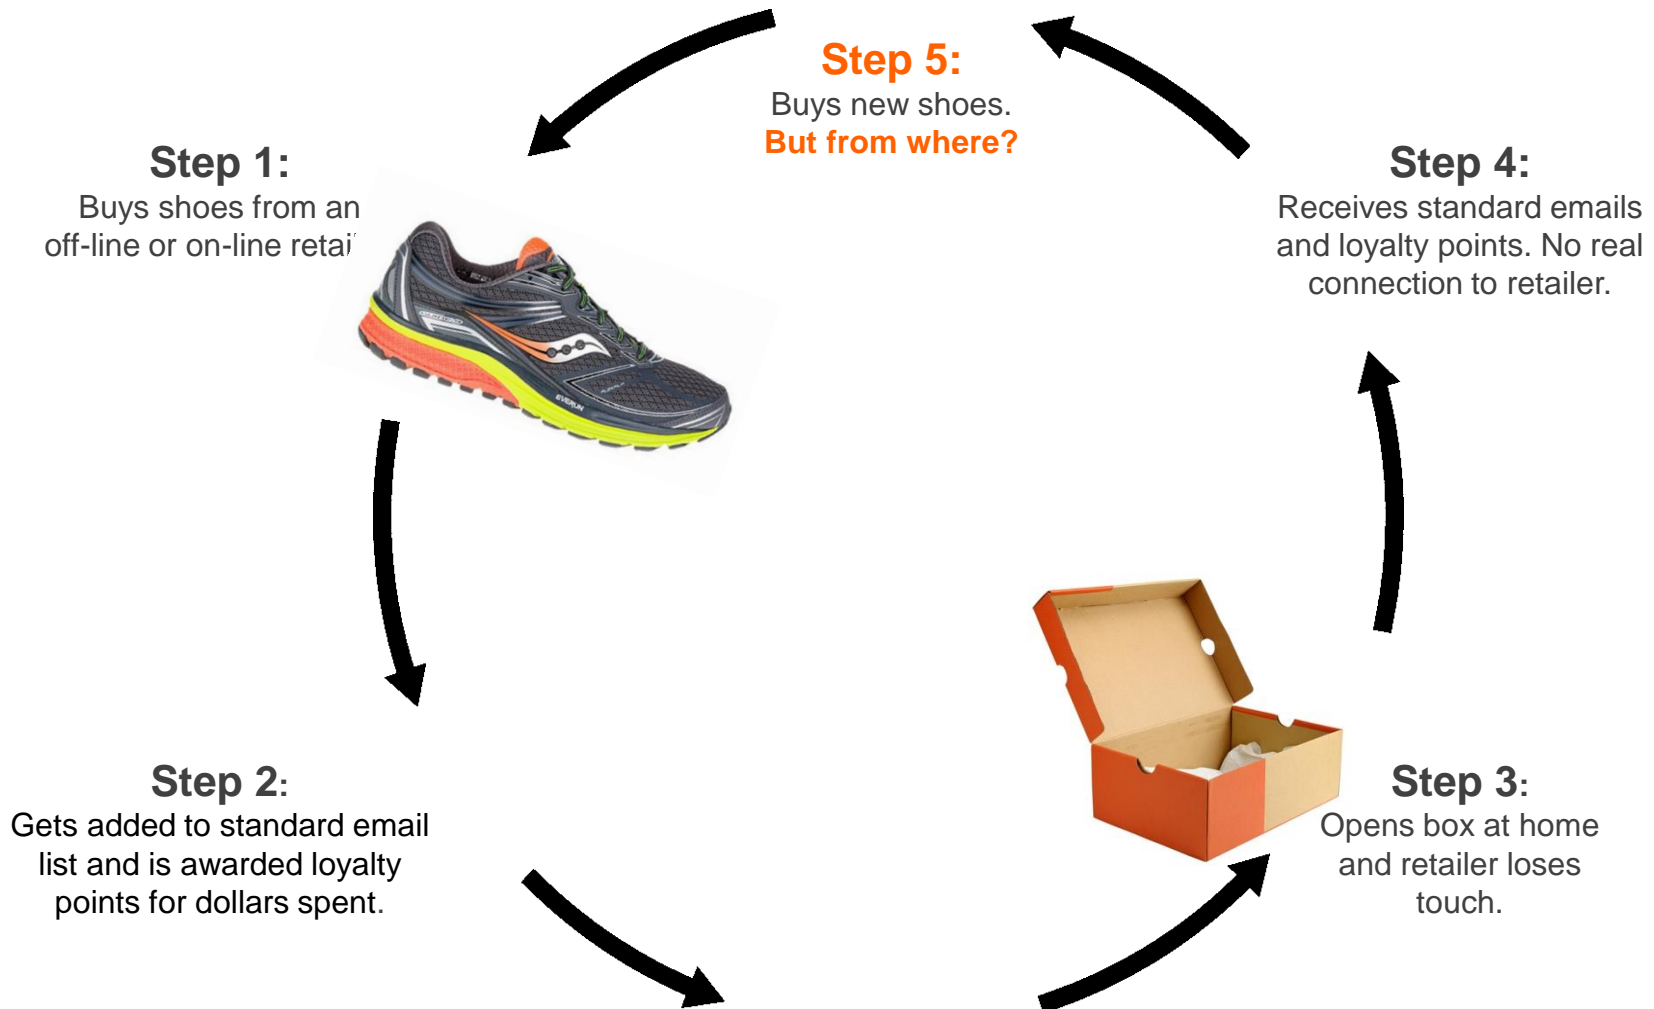 Step 1:
Buys shoes from an
off-line or on-line retai
Step 2:
Gets added to standard email
list and is awarded loyalty
points for dollars spent.
Step 3:
Opens box at home
and retailer loses
touch.
Step 4:
Receives standard emails
and loyalty points. No real
connection to retailer.
Step 5:
Buys new shoes.
But from where?
EVERUN